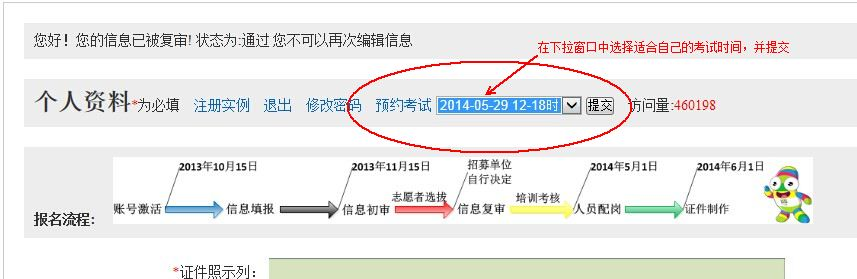 您好！您的信息已被复审! 状态为:通过 您不可以再次编辑信息
在下拉窗口中选择适合自己的考试时间，并提交
个人资料*为必填 注册实例 退出 修改密码 预约考试 2014-05-29 12-18时 提交 访问量:460198
2013年10月15日 2013年11月15日 招募单位 2014年5月1日 2014年6月1日
自行决定
志愿者选拔 培训考核
报名流程: 账号激活 信息填报 信息初审 信息复审 人员配岗 证件制作
*证件照示列: